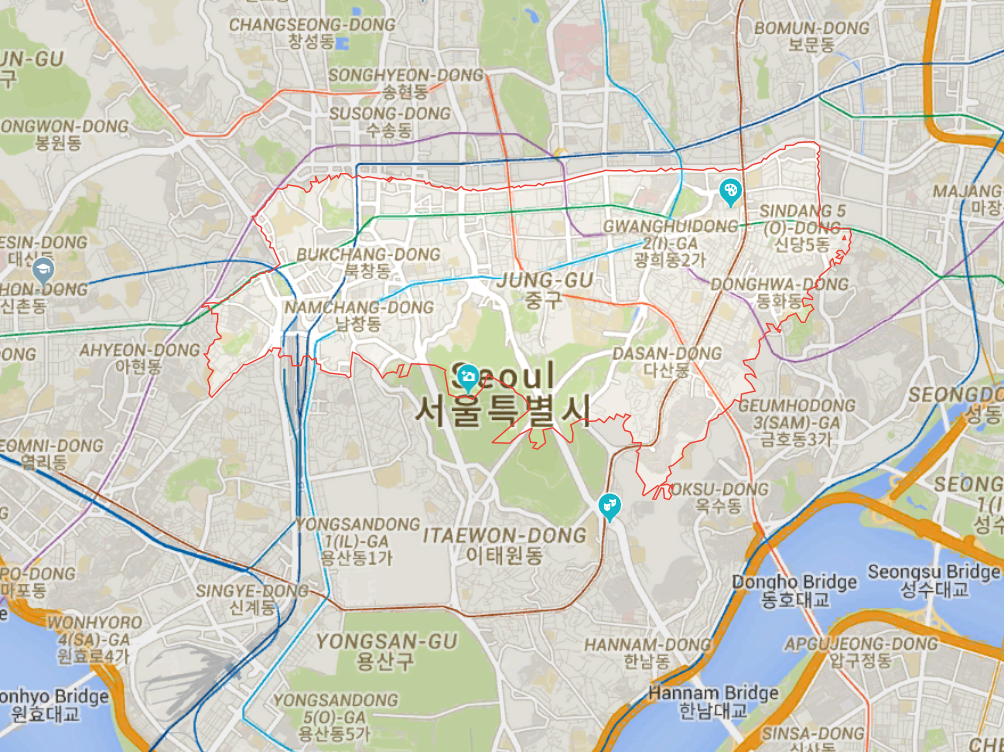 CHANGSEONG-DONG
창성동
BOMUN-DONG
보문동
UN-GU
구
SONGHYEON-DONG
송현동
SUSONG-DONG
수송동
ONGWON-DONG
봉원동
MAJANG
마장
SINDANG 5
(O)-DONG
신당5동
GWANGHUIDONG
2(I)-GA
광희동2가
ESIN-DONG
대신동
BUKCHANG-DONG
북창동
HON-DONG
신촌동
JUNG-GU
중구
DONGHWA-DONG
동화동
NAMCHANG-DONG
남창동
AHYEON-DONG
아현동
ONG
DASAN-DONG
다산동
Seoul
서울특별시
SEONGDO
성동
GEUMHODONG
3(SAM)-GA
금호동3가
EOMNI-DONG
염리동
OKSU-DONG
옥수동
SEONG
1(I
성수
YONGSANDONG
1(IL)-GA
용산동1가
ITAEWON-DONG
이태원동
PO-DONG
마포동
SINGYE-DONG
신계동
Dongho Bridge
동호대교
Seongsu Bridge
성수대교
WONHYORO
4(SA)-GA
원효로4가
YONGSAN-GU
용산구
HANNAM-DONG
한남동
APGUJEONG-DONG
압구정동
onhyo Bridge
원효대교
Hannam Bridge
한남대교
YONGSANDONG
5(O)-GA
용산동5가
SINSA-DONG
신사동